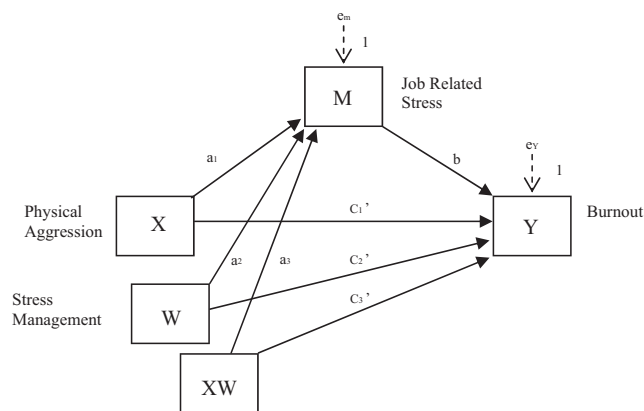 em
1
M
Job Related
Stress
a1
b
eY
1
Physical
Aggression
X
C1’
Y
Burnout
a2
a3
C2’
Stress
Management
W
C3’
XW